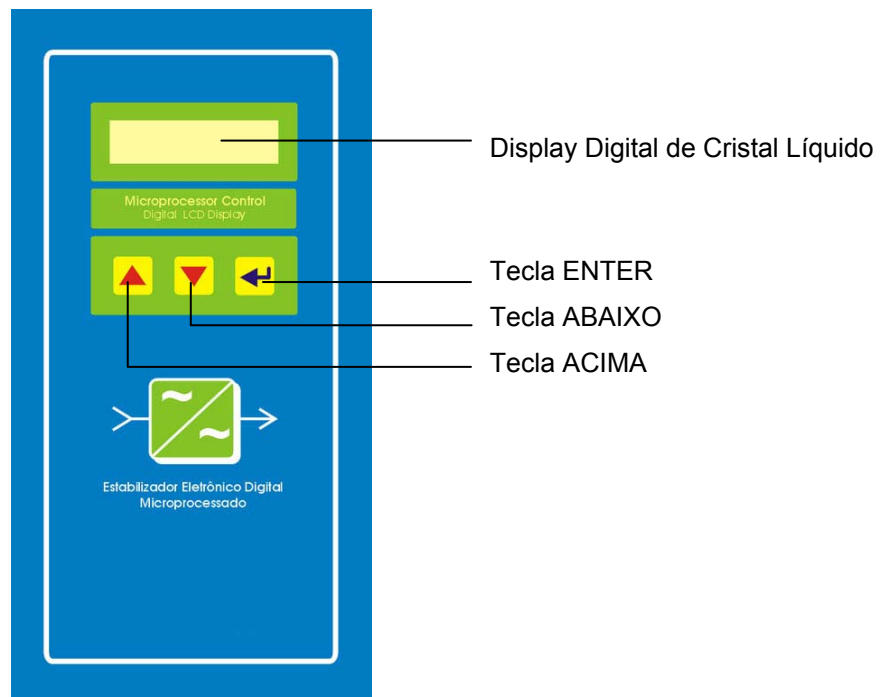 Display Digital de Cristal Líquido
Microprocessor Control
Digital LCD Display
Tecla ENTER
Tecla ABAIXO
Tecla ACIMA
Estabilizador Eletrônico Digital
Microprocessado